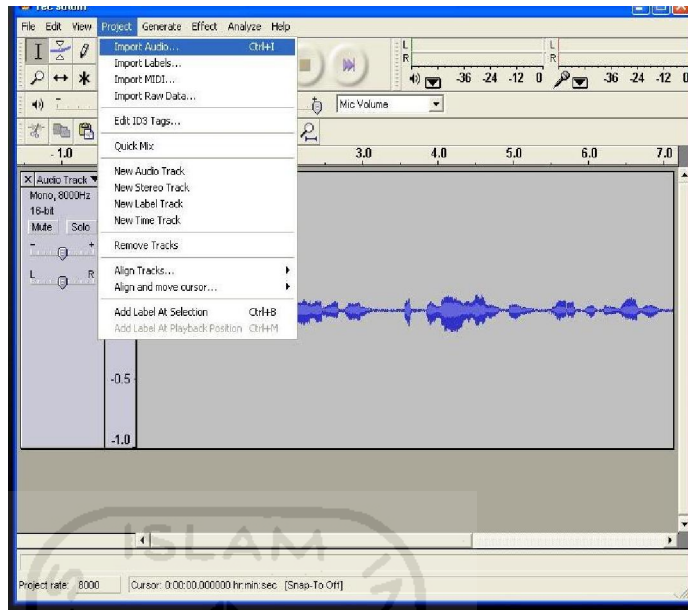 File Edit View Project Generate Effect Analyze Help
Import Audio... Ctrl+I
Import Labels...
Import MIDI...
Import Raw Data...
Edit ID3 Tags...
Quick Mix
New Audio Track
New Stereo Track
New Label Track
New Time Track
Remove Tracks
Align Tracks...
Align and move cursor...
Add Label At Selection Ctrl+B
Add Label At Playback Position Ctrl+M
L
R
-36 -24 -12 0
L
R
-36 -24 -12 0
Mic Volume
-1.0 3.0 4.0 5.0 6.0 7.0
X Audio Track
Mono, 8000Hz
16-bit
Mute Solo
- +
L R
-0.5
-1.0
ISLAM
Project rate: 8000 Cursor: 0:00:00.000000 hr:min:sec [Snap-To Off]